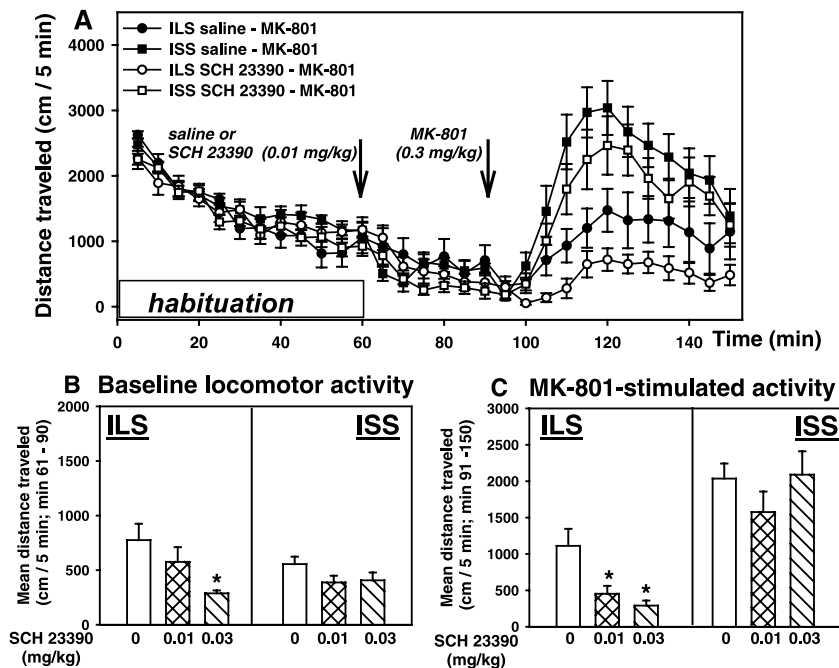 A
ILS saline - MK-801
ISS saline - MK-801
ILS SCH 23390 - MK-801
ISS SCH 23390 - MK-801
Distance traveled (cm / 5 min)
4000
3000
2000
1000
0
saline or
SCH 23390 (0.01 mg/kg)
MK-801
(0.3 mg/kg)
habituation
0 20 40 60 80 100 120 140
Time (min)
B Baseline locomotor activity
Mean distance traveled
(cm / 5 min; min 61 - 90)
2000
1500
1000
500
0
ILS
ISS
*
SCH 23390
(mg/kg)
0 0.01 0.03 0 0.01 0.03
C MK-801-stimulated activity
Mean distance traveled
(cm / 5 min; min 91 -150)
3000
2500
2000
1500
1000
500
0
ILS
ISS
* *
SCH 23390
(mg/kg)
0 0.01 0.03 0 0.01 0.03